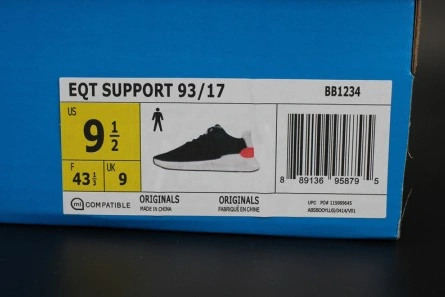 EQT SUPPORT 93/17 BB1234
US
9 1/2
F
43 1/3
UK
9
mi COMPATIBLE
ORIGINALS
MADE IN CHINA
ORIGINALS
FABRIQUÉ EN CHINE
8 89136 95879 5
UPC